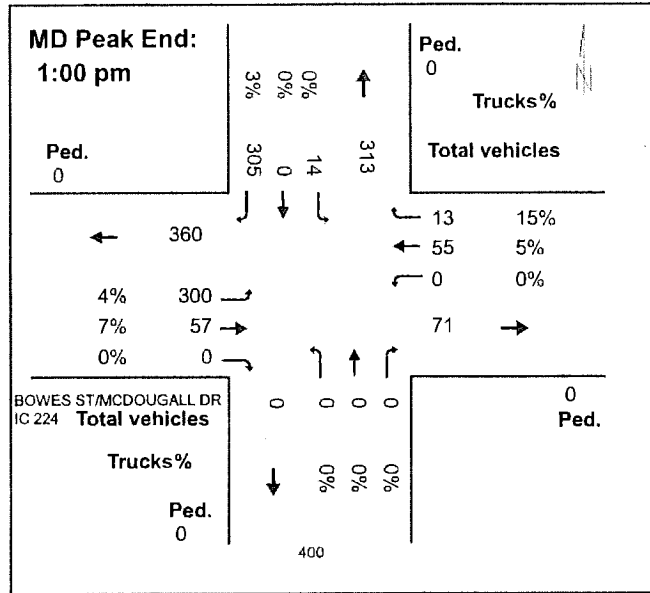 MD Peak End:
1:00 pm
Ped.
0
3% 0% 0%
305 0 14 313
Ped.
0
Trucks%
Total vehicles
360
13 15%
55 5%
0 0%
4% 300
7% 57
0% 0
71
BOWES ST/MCDOUGALL DR
IC 224 Total vehicles
Trucks%
Ped.
0
0 0 0 0
0% 0% 0%
0
Ped.
400